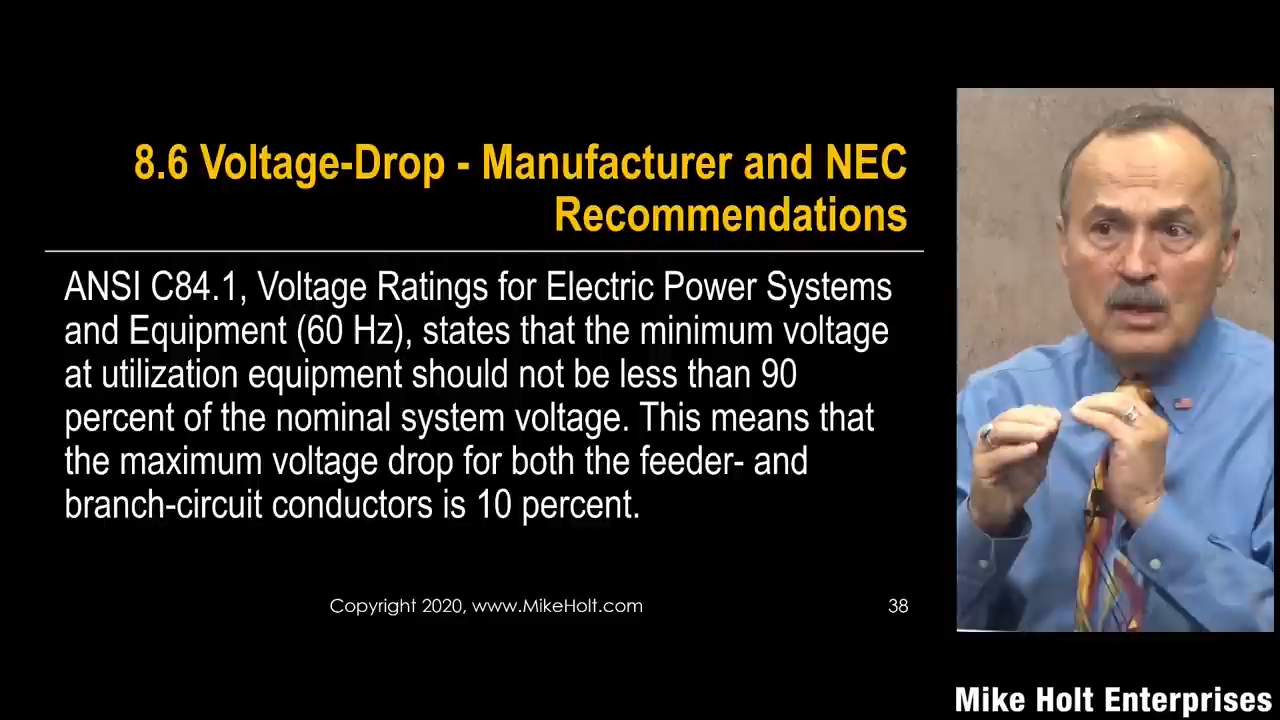 8.6 Voltage-Drop - Manufacturer and NEC
Recommendations
ANSI C84.1, Voltage Ratings for Electric Power Systems
and Equipment (60 Hz), states that the minimum voltage
at utilization equipment should not be less than 90
percent of the nominal system voltage. This means that
the maximum voltage drop for both the feeder- and
branch-circuit conductors is 10 percent.
Copyright 2020, www.MikeHolt.com 38
Mike Holt Enterprises